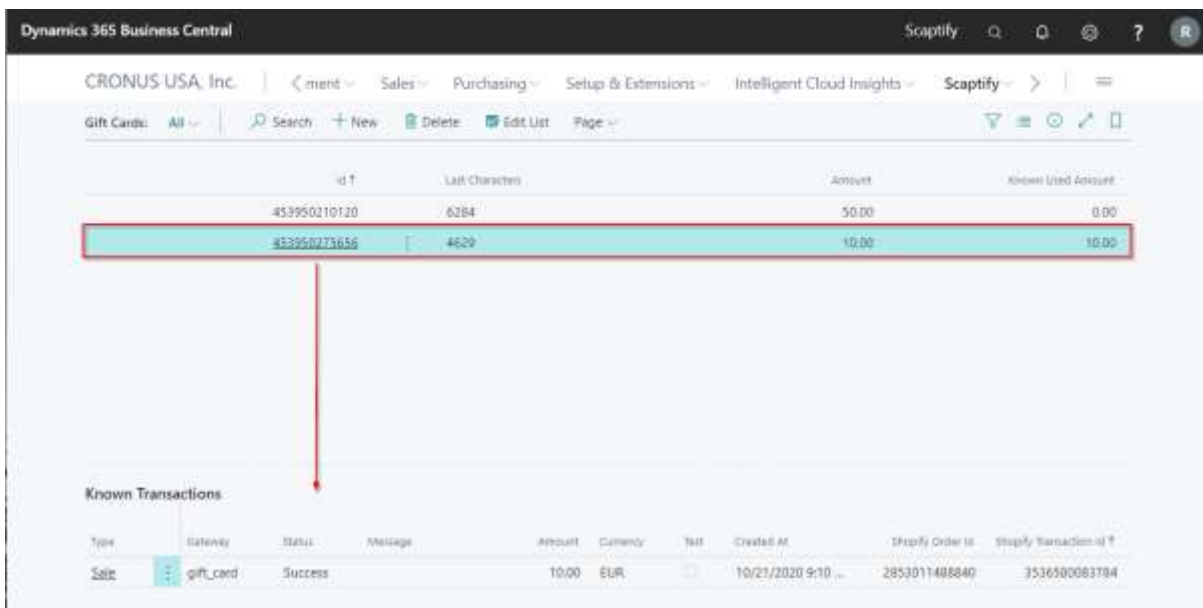 Dynamics 365 Business Central Scaptify ? R
CRONUS USA, Inc. ment Sales Purchasing Setup & Extensions Intelligent Cloud Insights Scaptify
Gift Cards: All Search + New Delete Edit List Page
Id ↑ Last Characters Amount Known Used Amount
453950210120 6284 50.00 0.00
453950275656 4629 10.00 10.00
Known Transactions
Type Gateway Status Message Amount Currency Test Created At Shopify Order Id Shopify Transaction Id ↑
Sale gift_card Success 10.00 EUR 10/21/2020 9:10 ... 2853011488840 3536500083784